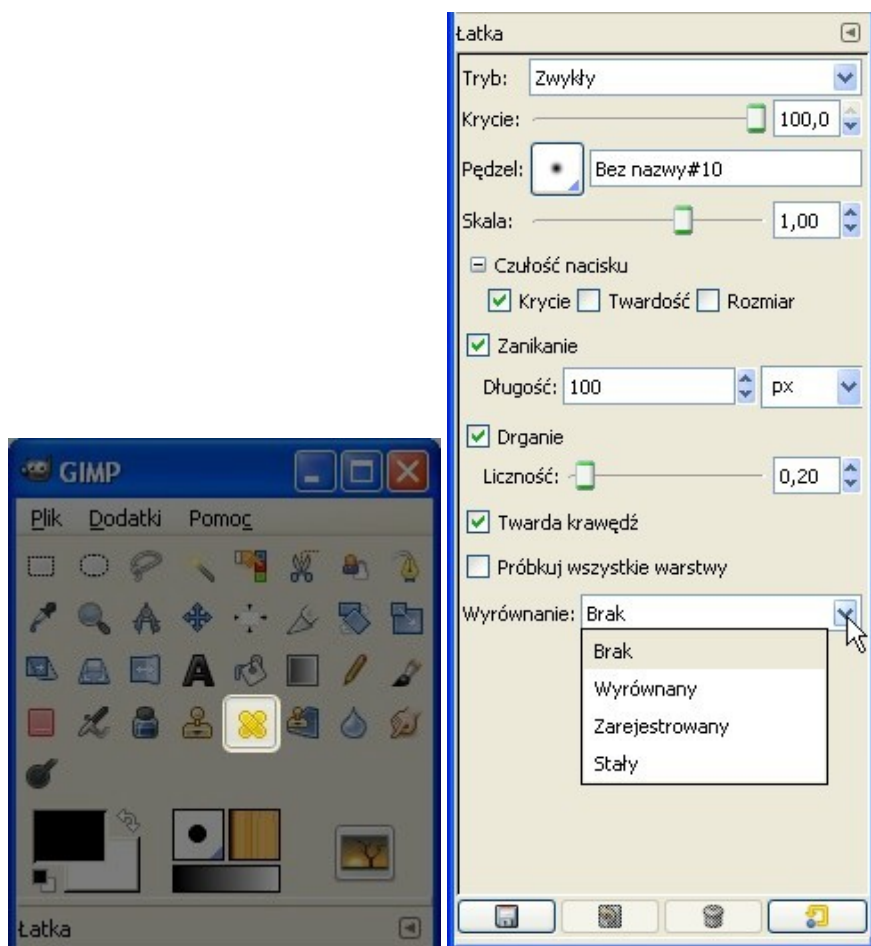 GIMP
Plik Dodatki Pomoc
Łatka
Łatka
Tryb: Zwykły
Krycie: 100,0
Pędzel: Bez nazwy#10
Skala: 1,00
Czułość nacisku
Krycie Twardość Rozmiar
Zanikanie
Długość: 100 px
Drganie
Liczność: 0,20
Twarda krawędź
Próbkuj wszystkie warstwy
Wyrównanie: Brak
Brak
Wyrównany
Zarejestrowany
Stały